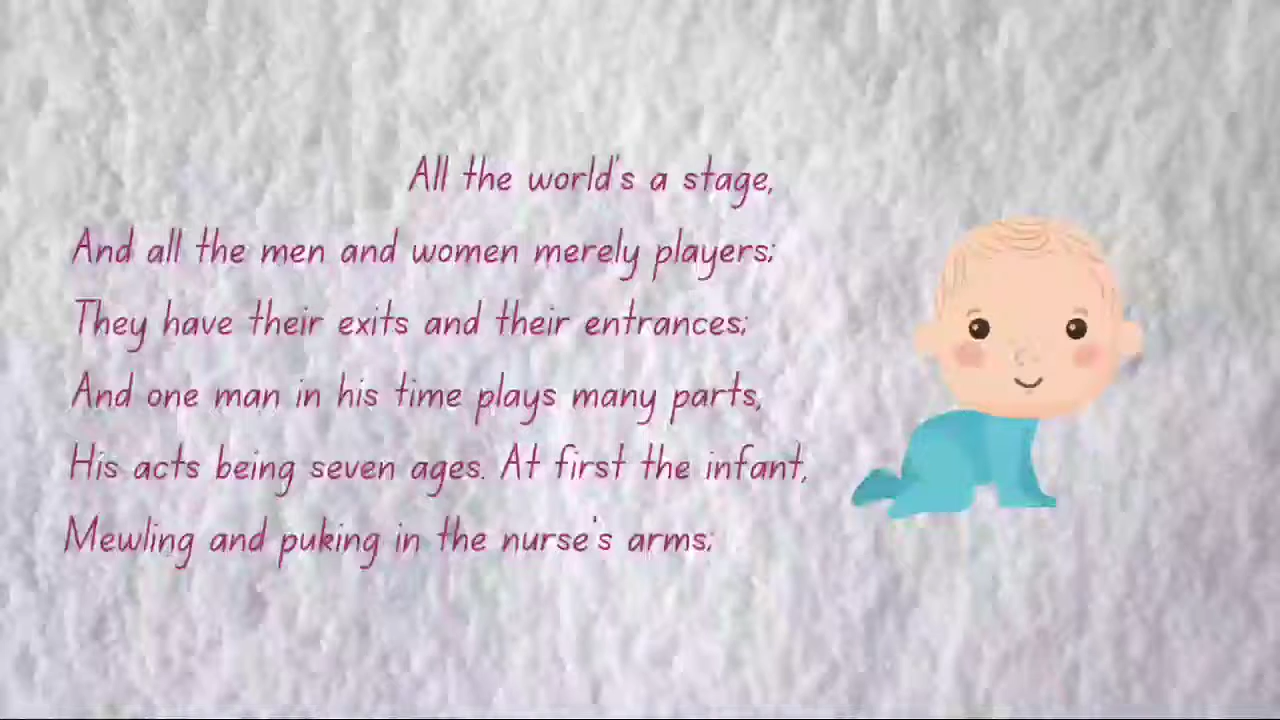 All the world's a stage,
And all the men and women merely players;
They have their exits and their entrances;
And one man in his time plays many parts,
His acts being seven ages. At first the infant,
Mewling and puking in the nurse's arms;